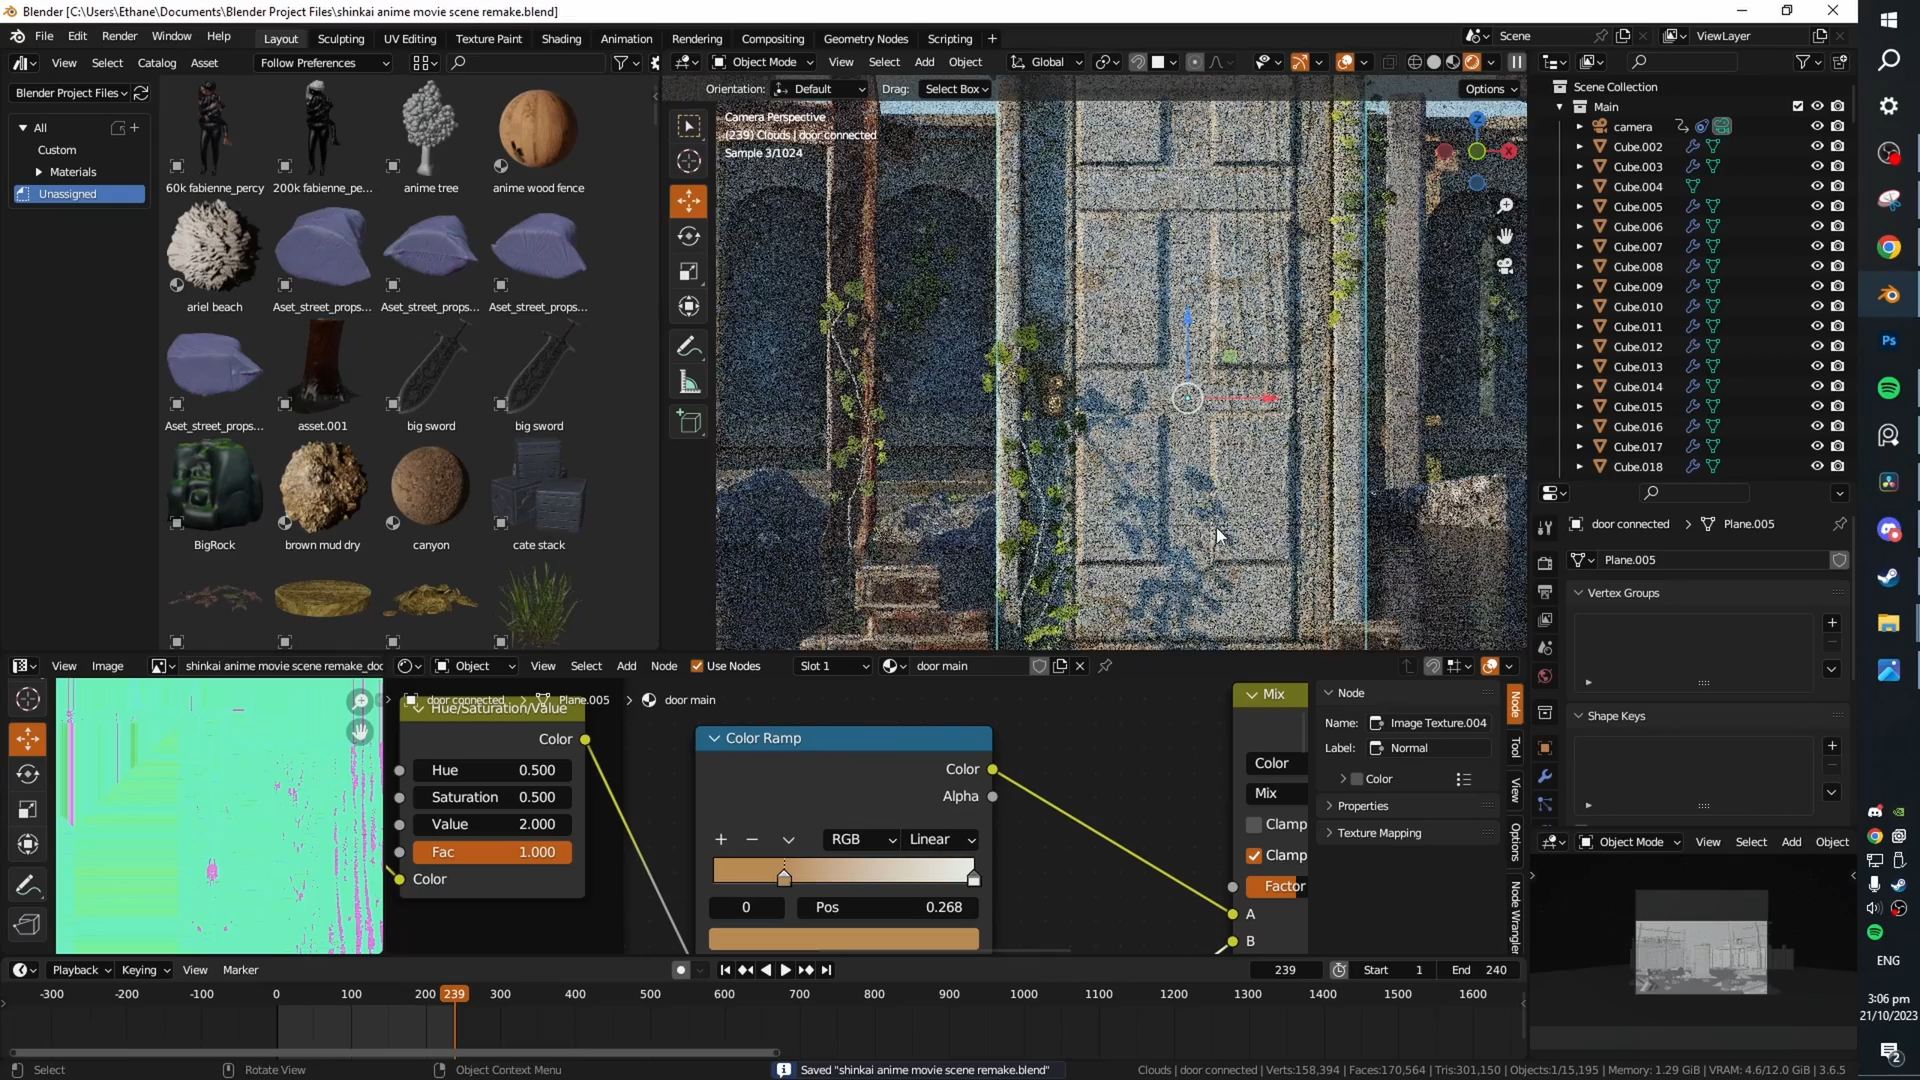 Blender [C:\Users\Ethane\Documents\Blender Project Files\shinkai anime movie scene remake.blend]
File Edit Render Window Help Layout Sculpting UV Editing Texture Paint Shading Animation Rendering Compositing Geometry Nodes Scripting Scene ViewLayer
View Select Catalog Asset Follow Preferences
Object Mode View Select Add Object Global
Blender Project Files
Orientation: Default Drag: Select Box Options
All
Custom
Materials
Unassigned
60k fabienne_percy 200k fabienne_pe... anime tree anime wood fence
ariel beach Aset_street_props... Aset_street_props... Aset_street_props...
Aset_street_props... asset.001 big sword big sword
BigRock brown mud dry canyon cate stack
Camera Perspective
(239) Clouds | door connected
Sample 3/1024
Z
X
Scene Collection
Main
camera
Cube.002
Cube.003
Cube.004
Cube.005
Cube.006
Cube.007
Cube.008
Cube.009
Cube.010
Cube.011
Cube.012
Cube.013
Cube.014
Cube.015
Cube.016
Cube.017
Cube.018
door connected Plane.005
Plane.005
Vertex Groups
Shape Keys
View Image shinkai anime movie scene remake_doo
Object View Select Add Node Use Nodes Slot 1 door main
door connected Plane.005 door main
Hue/Saturation/Value
Color
Hue 0.500
Saturation 0.500
Value 2.000
Fac 1.000
Color
Color Ramp
Color
Alpha
RGB Linear
0 Pos 0.268
Mix
Color
Mix
Clamp
Clamp
Factor
A
B
Node
Name: Image Texture.004
Label: Normal
Color
Properties
Texture Mapping
Node
Tool
View
Options
Node Wrangler
Object Mode View Select Add Object
Playback Keying View Marker 239 Start 1 End 240
-300 -200 -100 0 100 200 239 300 400 500 600 700 800 900 1000 1100 1200 1300 1400 1500 1600
Select Rotate View Object Context Menu Saved "shinkai anime movie scene remake.blend" Clouds | door connected | Verts:158,394 | Faces:170,564 | Tris:301,150 | Objects:1/15,195 | Memory: 1.29 GiB | VRAM: 4.6/12.0 GiB | 3.6.5
Ps
ENG
3:06 pm
21/10/2023
2